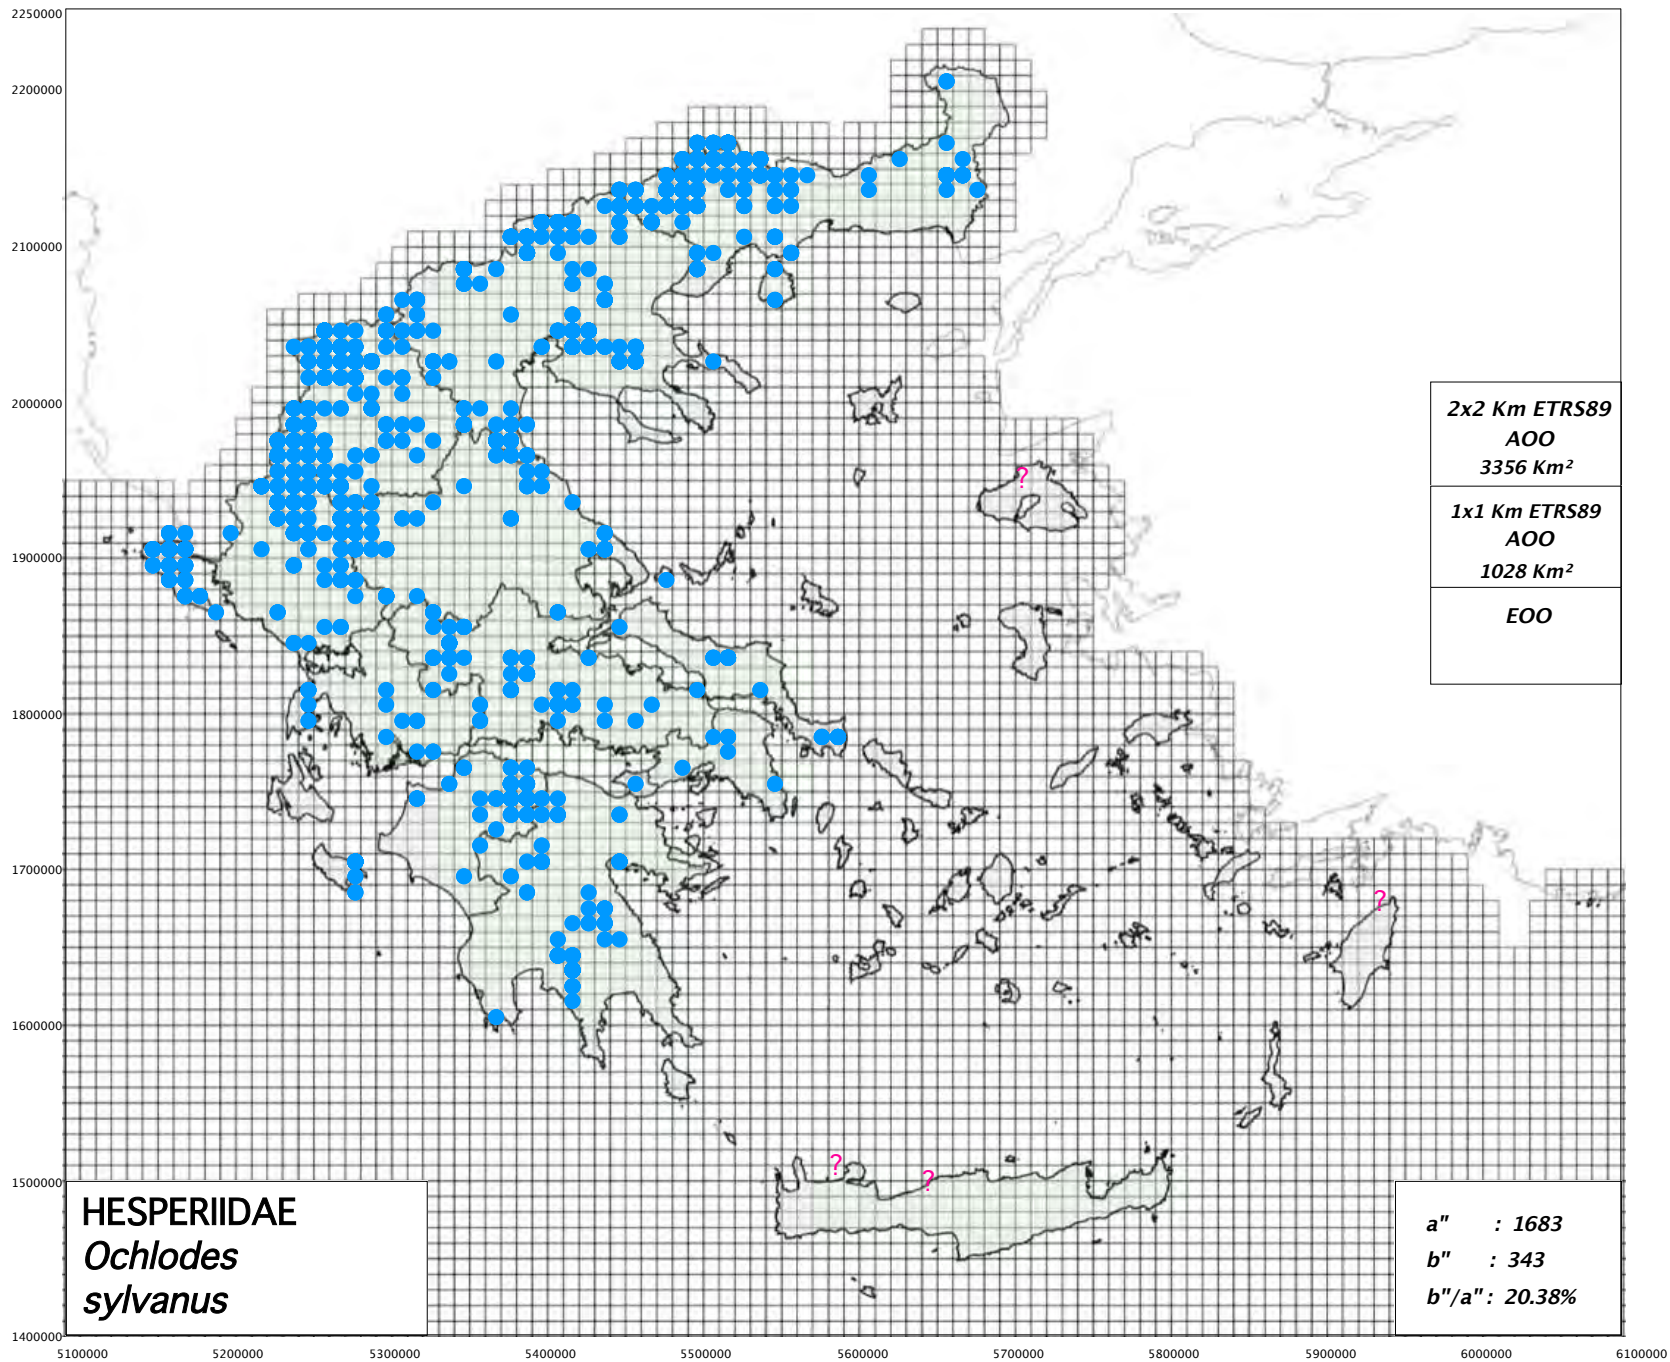 2250000
2200000
2100000
2000000
1900000
1800000
1700000
1600000
1500000
1400000
5100000 5200000 5300000 5400000 5500000 5600000 5700000 5800000 5900000 6000000 6100000
?
?
?
?
2x2 Km ETRS89
AOO
3356 Km²
1x1 Km ETRS89
AOO
1028 Km²
EOO
HESPERIIDAE
Ochlodes
sylvanus
a" : 1683
b" : 343
b"/a" : 20.38%